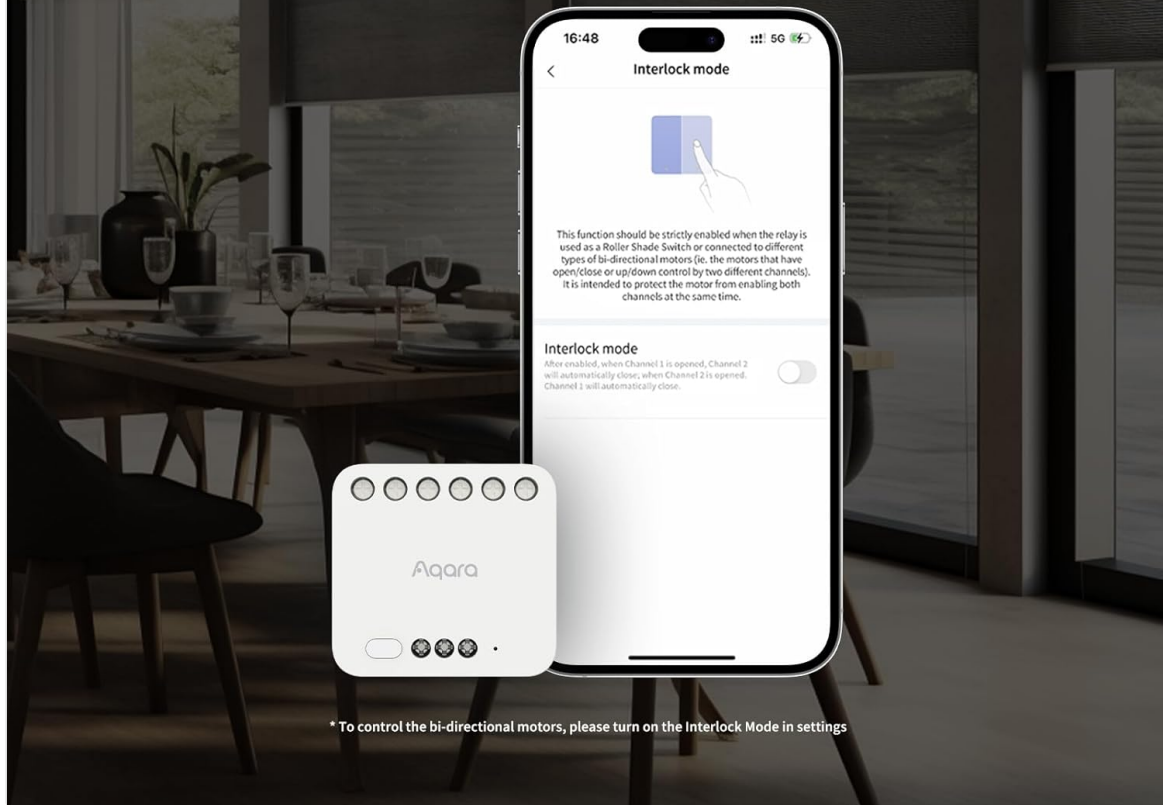 16:48
5G
Interlock mode
This function should be strictly enabled when the relay is
used as a Roller Shade Switch or connected to different
types of bi-directional motors (ie. the motors that have
open/close or up/down control by two different channels).
It is intended to protect the motor from enabling both
channels at the same time.
Interlock mode
After enabled, when Channel 1 is opened, Channel 2
will automatically close; when Channel 2 is opened,
Channel 1 will automatically close.
Aqara
* To control the bi-directional motors, please turn on the Interlock Mode in settings